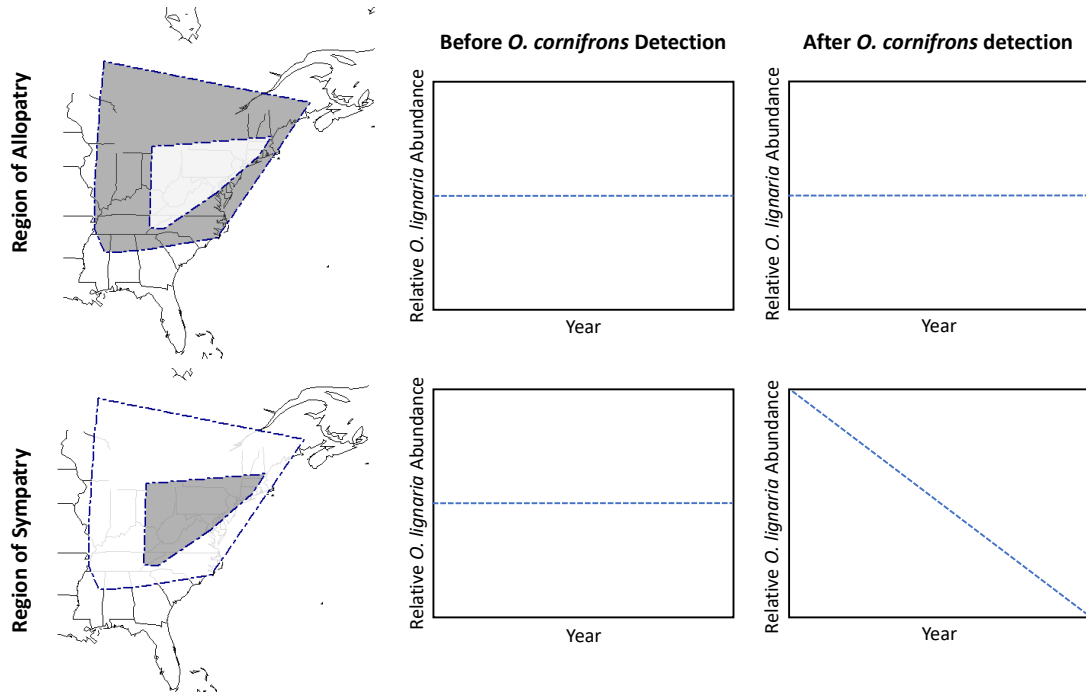 Before O. cornifrons Detection
After O. cornifrons detection
Region of Allopatry
Relative O. lignaria Abundance
Year
Relative O. lignaria Abundance
Year
Region of Sympatry
Relative O. lignaria Abundance
Year
Relative O. lignaria Abundance
Year